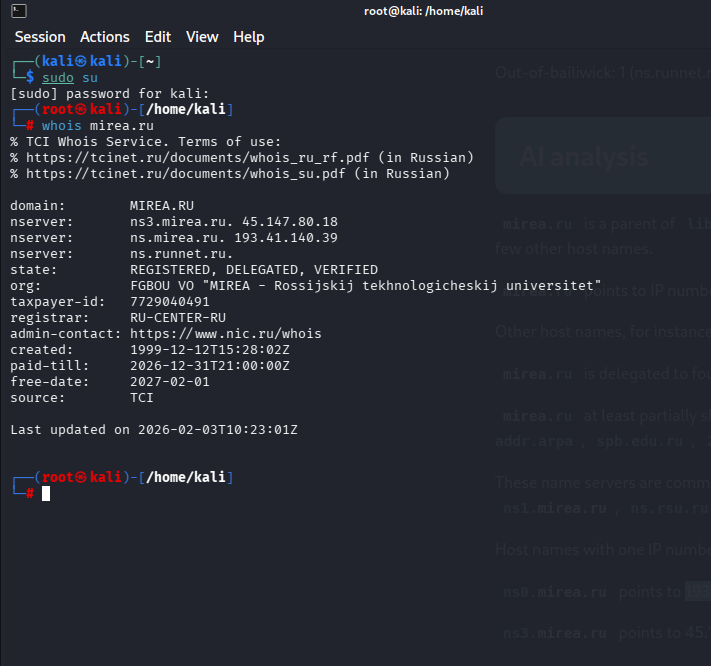 root@kali: /home/kali
Session Actions Edit View Help
┌──(kali㉿kali)-[~]
└─$ sudo su
[sudo] password for kali:
┌──(root㉿kali)-[/home/kali]
└─# whois mirea.ru
% TCI Whois Service. Terms of use:
% https://tcinet.ru/documents/whois_ru_rf.pdf (in Russian)
% https://tcinet.ru/documents/whois_su.pdf (in Russian)
domain: MIREA.RU
nserver: ns3.mirea.ru. 45.147.80.18
nserver: ns.mirea.ru. 193.41.140.39
nserver: ns.runnet.ru.
state: REGISTERED, DELEGATED, VERIFIED
org: FGBOU VO "MIREA - Rossijskij tekhnologicheskij universitet"
taxpayer-id: 7729040491
registrar: RU-CENTER-RU
admin-contact: https://www.nic.ru/whois
created: 1999-12-12T15:28:02Z
paid-till: 2026-12-31T21:00:00Z
free-date: 2027-02-01
source: TCI
Last updated on 2026-02-03T10:23:01Z
┌──(root㉿kali)-[/home/kali]
└─#
Out-of-bailiwick: 1 (ns.runnet.r
AI analysis
mirea.ru is a parent of lib
few other host names.
points to IP numbe
Other host names, for instance
mirea.ru is delegated to fou
mirea.ru at least partially s
addr.arpa , spb.edu.ru ,
These name servers are comm
ns1.mirea.ru , ns.rsu.ru
Host names with one IP numbe
ns0.mirea.ru points to
ns3.mirea.ru points to 45.